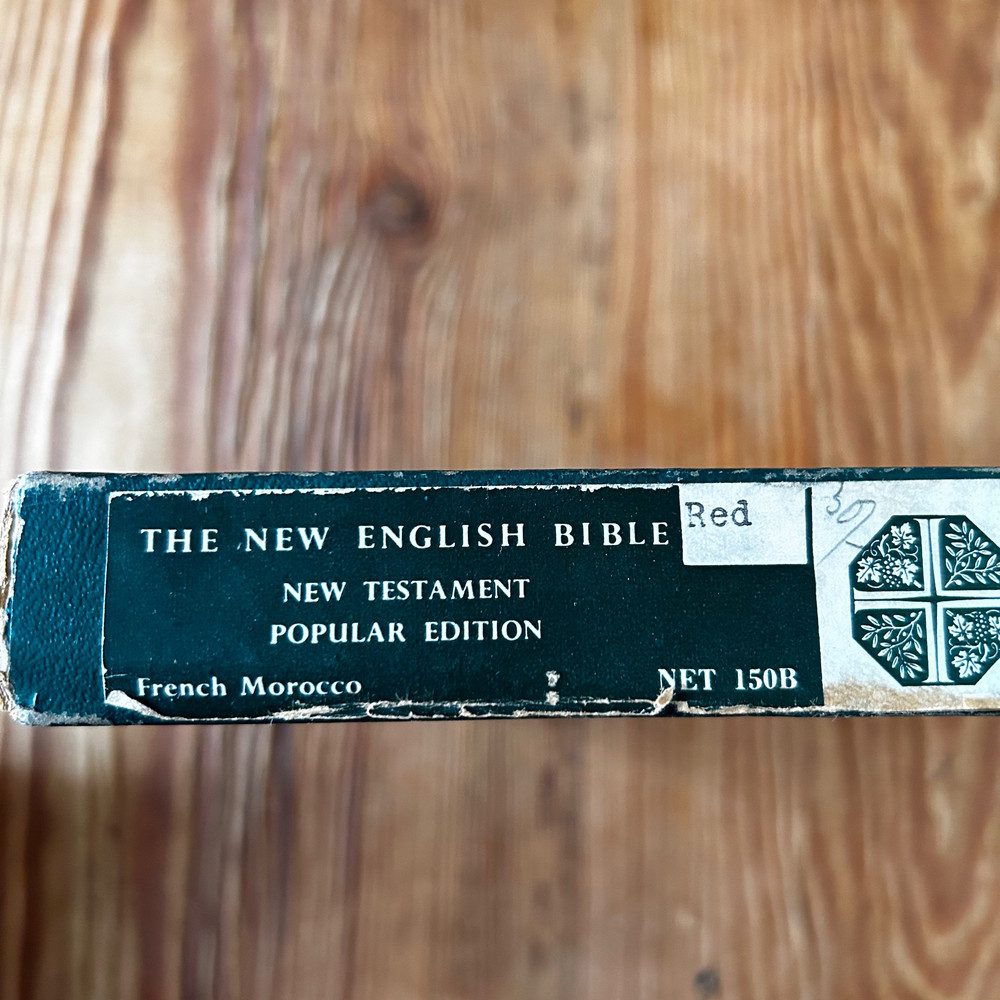 THE NEW ENGLISH BIBLE
Red
NEW TESTAMENT
POPULAR EDITION
French Morocco
NET 150B